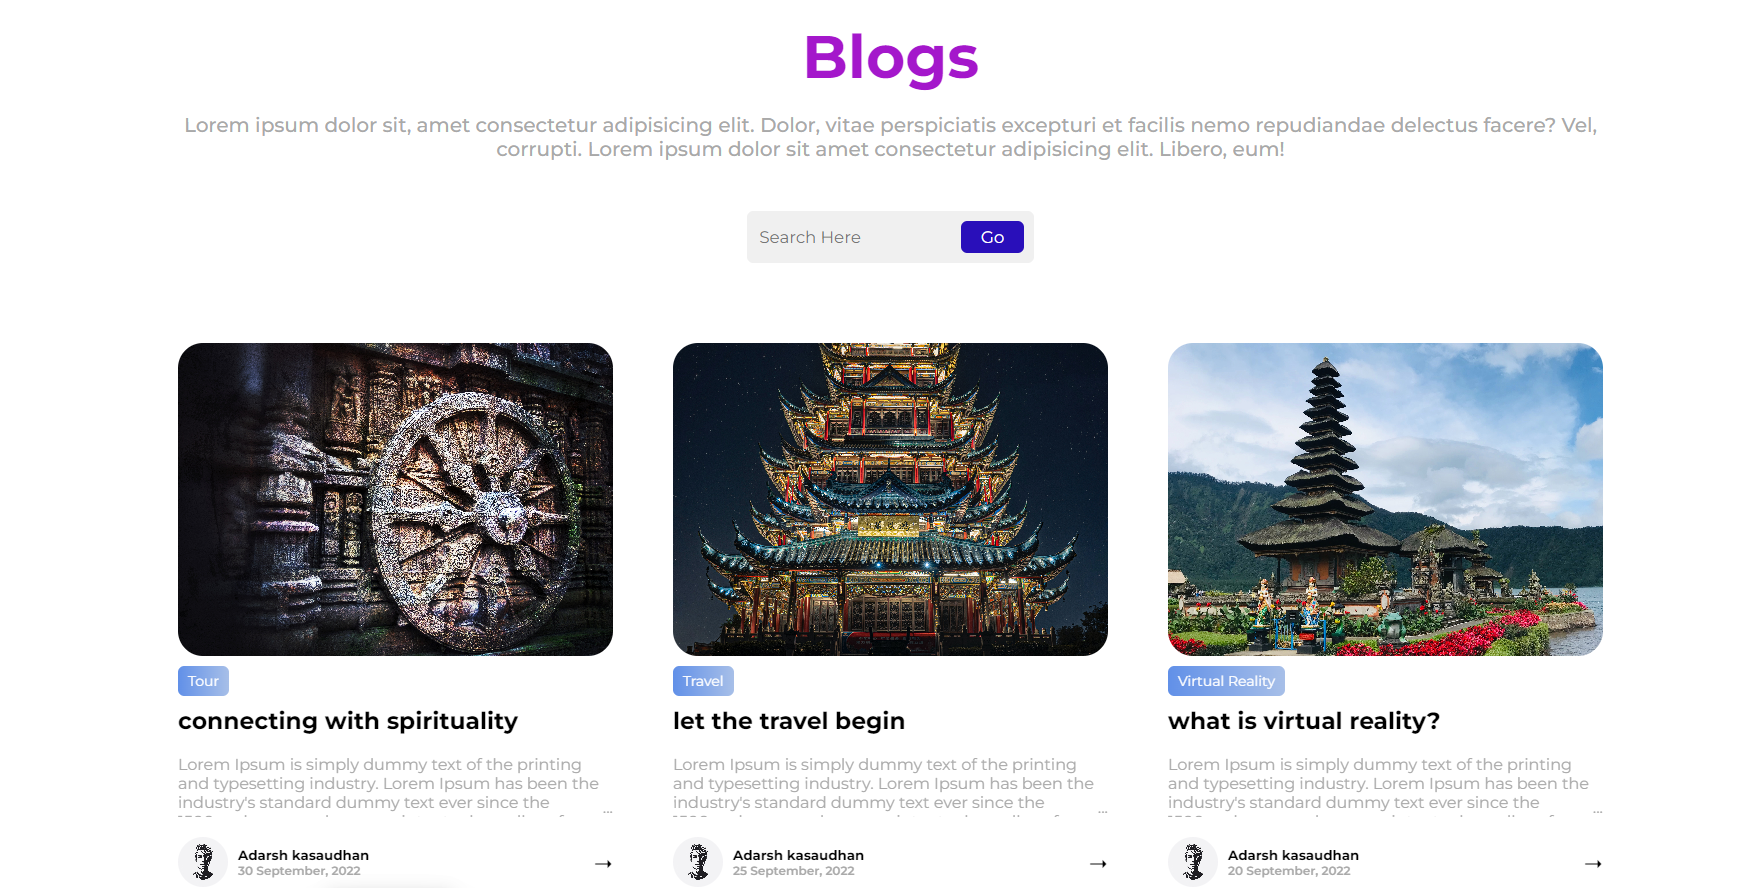 Blogs
Lorem ipsum dolor sit, amet consectetur adipisicing elit. Dolor, vitae perspiciatis excepturi et facilis nemo repudiandae delectus facere? Vel,
corrupti. Lorem ipsum dolor sit amet consectetur adipisicing elit. Libero, eum!
Search Here
Go
Tour
connecting with spirituality
Lorem Ipsum is simply dummy text of the printing
and typesetting industry. Lorem Ipsum has been the
industry's standard dummy text ever since the
...
Adarsh kasaudhan
30 September, 2022
→
Travel
let the travel begin
Lorem Ipsum is simply dummy text of the printing
and typesetting industry. Lorem Ipsum has been the
industry's standard dummy text ever since the
...
Adarsh kasaudhan
25 September, 2022
→
Virtual Reality
what is virtual reality?
Lorem Ipsum is simply dummy text of the printing
and typesetting industry. Lorem Ipsum has been the
industry's standard dummy text ever since the
...
Adarsh kasaudhan
20 September, 2022
→